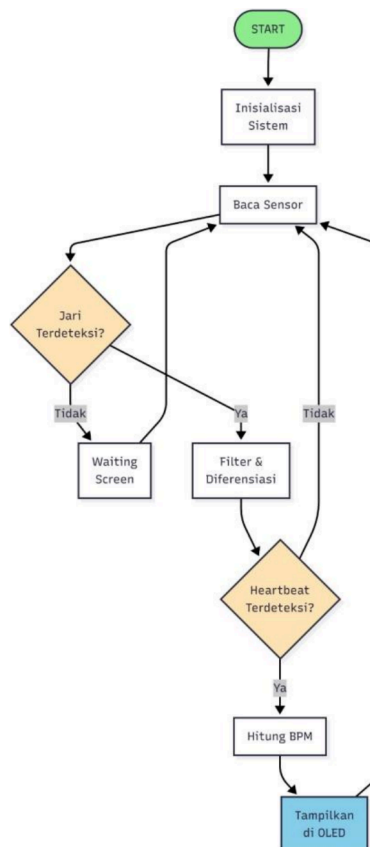 START
Inisialisasi
Sistem
Baca Sensor
Jari
Terdeteksi?
Tidak
Ya
Tidak
Waiting
Screen
Filter &
Diferensiasi
Heartbeat
Terdeteksi?
Ya
Hitung BPM
Tampilkan
di OLED